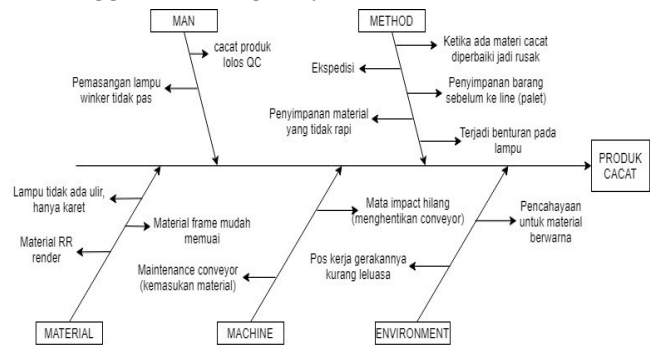 MAN
METHOD
cacat produk
lolos QC
Pemasangan lampu
winker tidak pas
Ketika ada materi cacat
diperbaiki jadi rusak
Ekspedisi
Penyimpanan barang
sebelum ke line (palet)
Penyimpanan material
yang tidak rapi
Terjadi benturan pada
lampu
PRODUK
CACAT
Lampu tidak ada ulir,
hanya karet
Material frame mudah
memuai
Material RR
render
Mata impact hilang
(menghentikan conveyor)
Maintenance conveyor
(kemasukan material)
Pencahayaan
untuk material
berwarna
Pos kerja gerakannya
kurang leluasa
MATERIAL
MACHINE
ENVIRONMENT